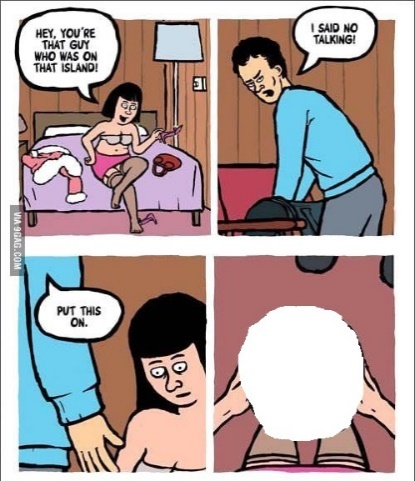 HEY, YOU'RE
THAT GUY
WHO WAS ON
THAT ISLAND!
I SAID NO
TALKING!
VIA 9GAG.COM
PUT THIS
ON.